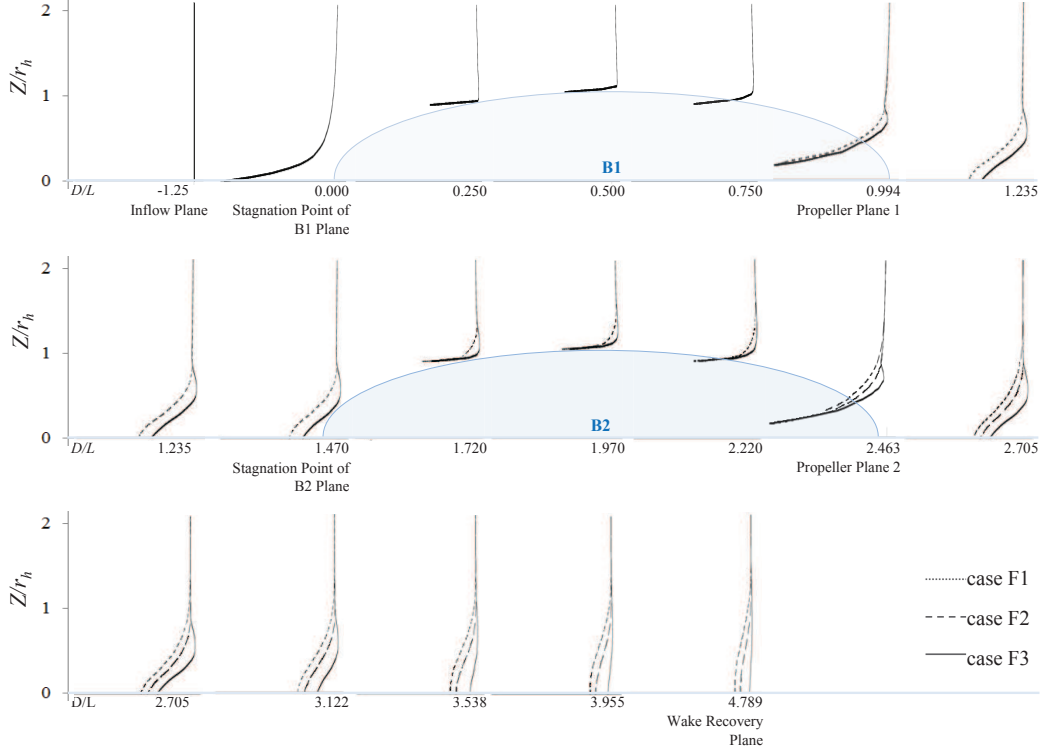 2
Z/r_h
1
B1
0
D/L -1.25 0.000 0.250 0.500 0.750 0.994 1.235
Inflow Plane Stagnation Point of Propeller Plane 1
B1 Plane
2
Z/r_h
1
B2
0
D/L 1.235 1.470 1.720 1.970 2.220 2.463 2.705
Stagnation Point of Propeller Plane 2
B2 Plane
2
Z/r_h
case F1
1
case F2
case F3
0
D/L 2.705 3.122 3.538 3.955 4.789
Wake Recovery
Plane